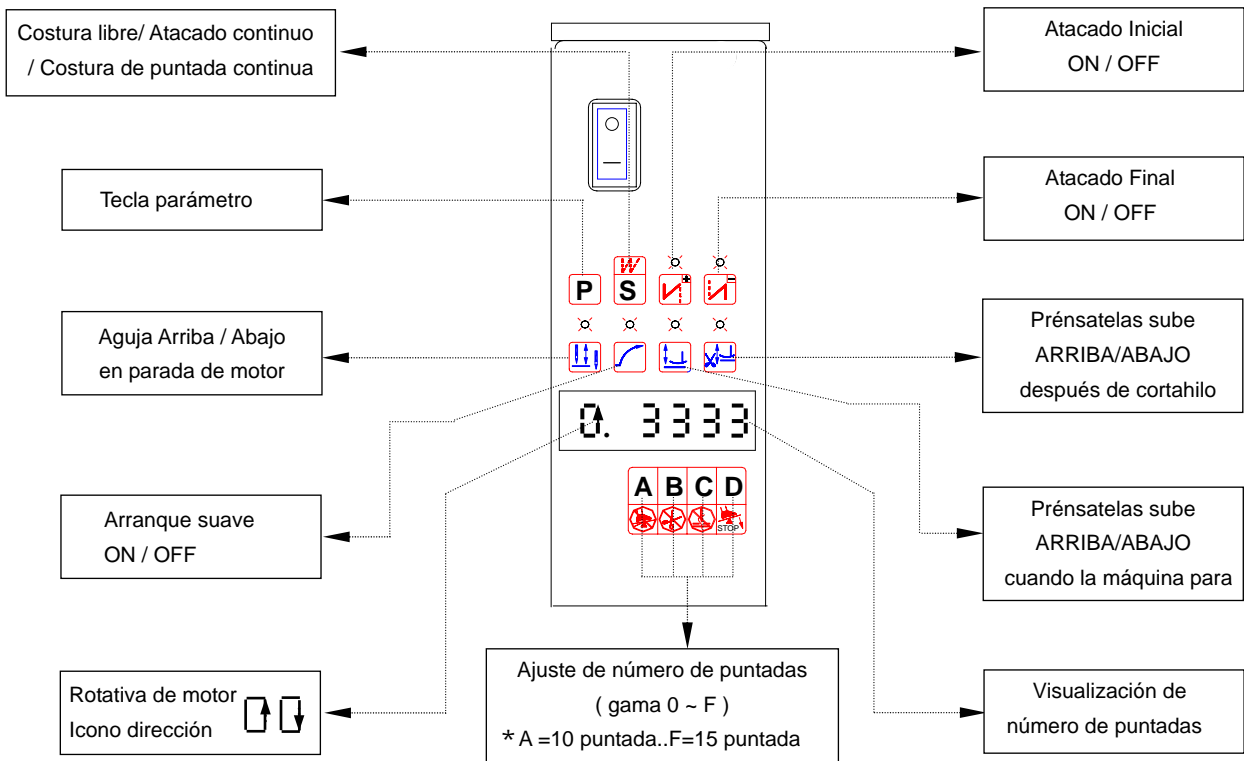 Costura libre/ Atacado continuo
/ Costura de puntada continua
Atacado Inicial
ON / OFF
Tecla parámetro
Atacado Final
ON / OFF
P
W
S
+
=
Aguja Arriba / Abajo
en parada de motor
Prénsatelas sube
ARRIBA/ABAJO
después de cortahilo
0. 3333
A B C D
STOP
Arranque suave
ON / OFF
Prénsatelas sube
ARRIBA/ABAJO
cuando la máquina para
Rotativa de motor
Icono dirección
Ajuste de número de puntadas
( gama 0 ~ F )
* A =10 puntada..F=15 puntada
Visualización de
número de puntadas